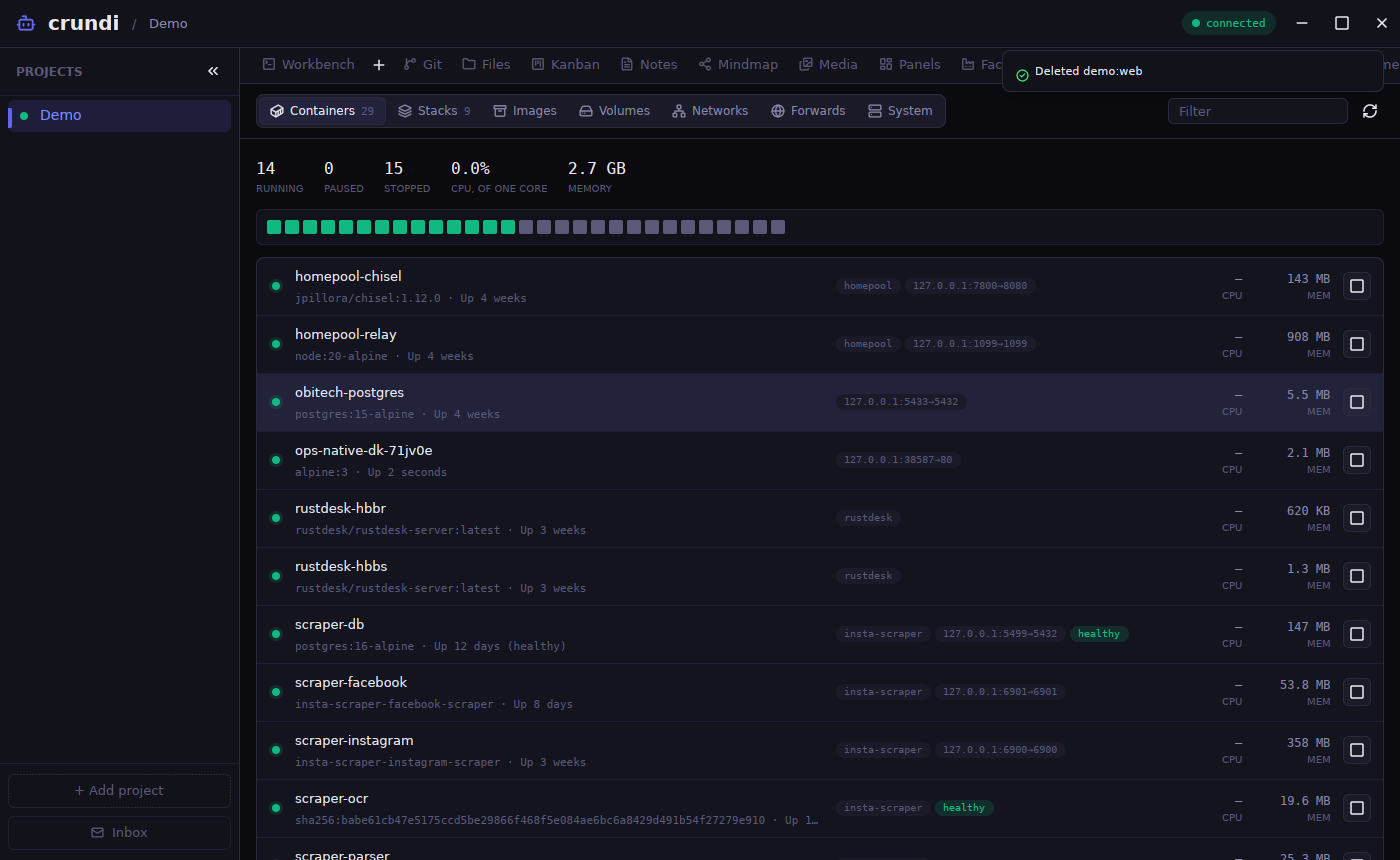 crundi / Demo
connected
PROJECTS
Workbench Git Files Kanban Notes Mindmap Media Panels Fac
Deleted demo:web
Demo
Containers 29 Stacks 9 Images Volumes Networks Forwards System
Filter
14 0 15 0.0% 2.7 GB
RUNNING PAUSED STOPPED CPU, OF ONE CORE MEMORY
homepool-chisel
jpillora/chisel:1.12.0 · Up 4 weeks
homepool 127.0.0.1:7800→8080
— 143 MB
CPU MEM
homepool-relay
node:20-alpine · Up 4 weeks
homepool 127.0.0.1:1099→1099
— 908 MB
CPU MEM
obitech-postgres
postgres:15-alpine · Up 4 weeks
127.0.0.1:5433→5432
— 5.5 MB
CPU MEM
ops-native-dk-71jv0e
alpine:3 · Up 2 seconds
127.0.0.1:38587→80
— 2.1 MB
CPU MEM
rustdesk-hbbr
rustdesk/rustdesk-server:latest · Up 3 weeks
rustdesk
— 620 KB
CPU MEM
rustdesk-hbbs
rustdesk/rustdesk-server:latest · Up 3 weeks
rustdesk
— 1.3 MB
CPU MEM
scraper-db
postgres:16-alpine · Up 12 days (healthy)
insta-scraper 127.0.0.1:5499→5432 healthy
— 147 MB
CPU MEM
scraper-facebook
insta-scraper-facebook-scraper · Up 8 days
insta-scraper 127.0.0.1:6901→6901
— 53.8 MB
CPU MEM
scraper-instagram
insta-scraper-instagram-scraper · Up 3 weeks
insta-scraper 127.0.0.1:6900→6900
— 358 MB
CPU MEM
scraper-ocr
sha256:babe61cb47e5175ccd5be29866f468f5e084ae6bc6a8429d491b54f27279e910 · Up 1…
insta-scraper healthy
— 19.6 MB
CPU MEM
scraper-parser
25.3 MB
+ Add project
Inbox